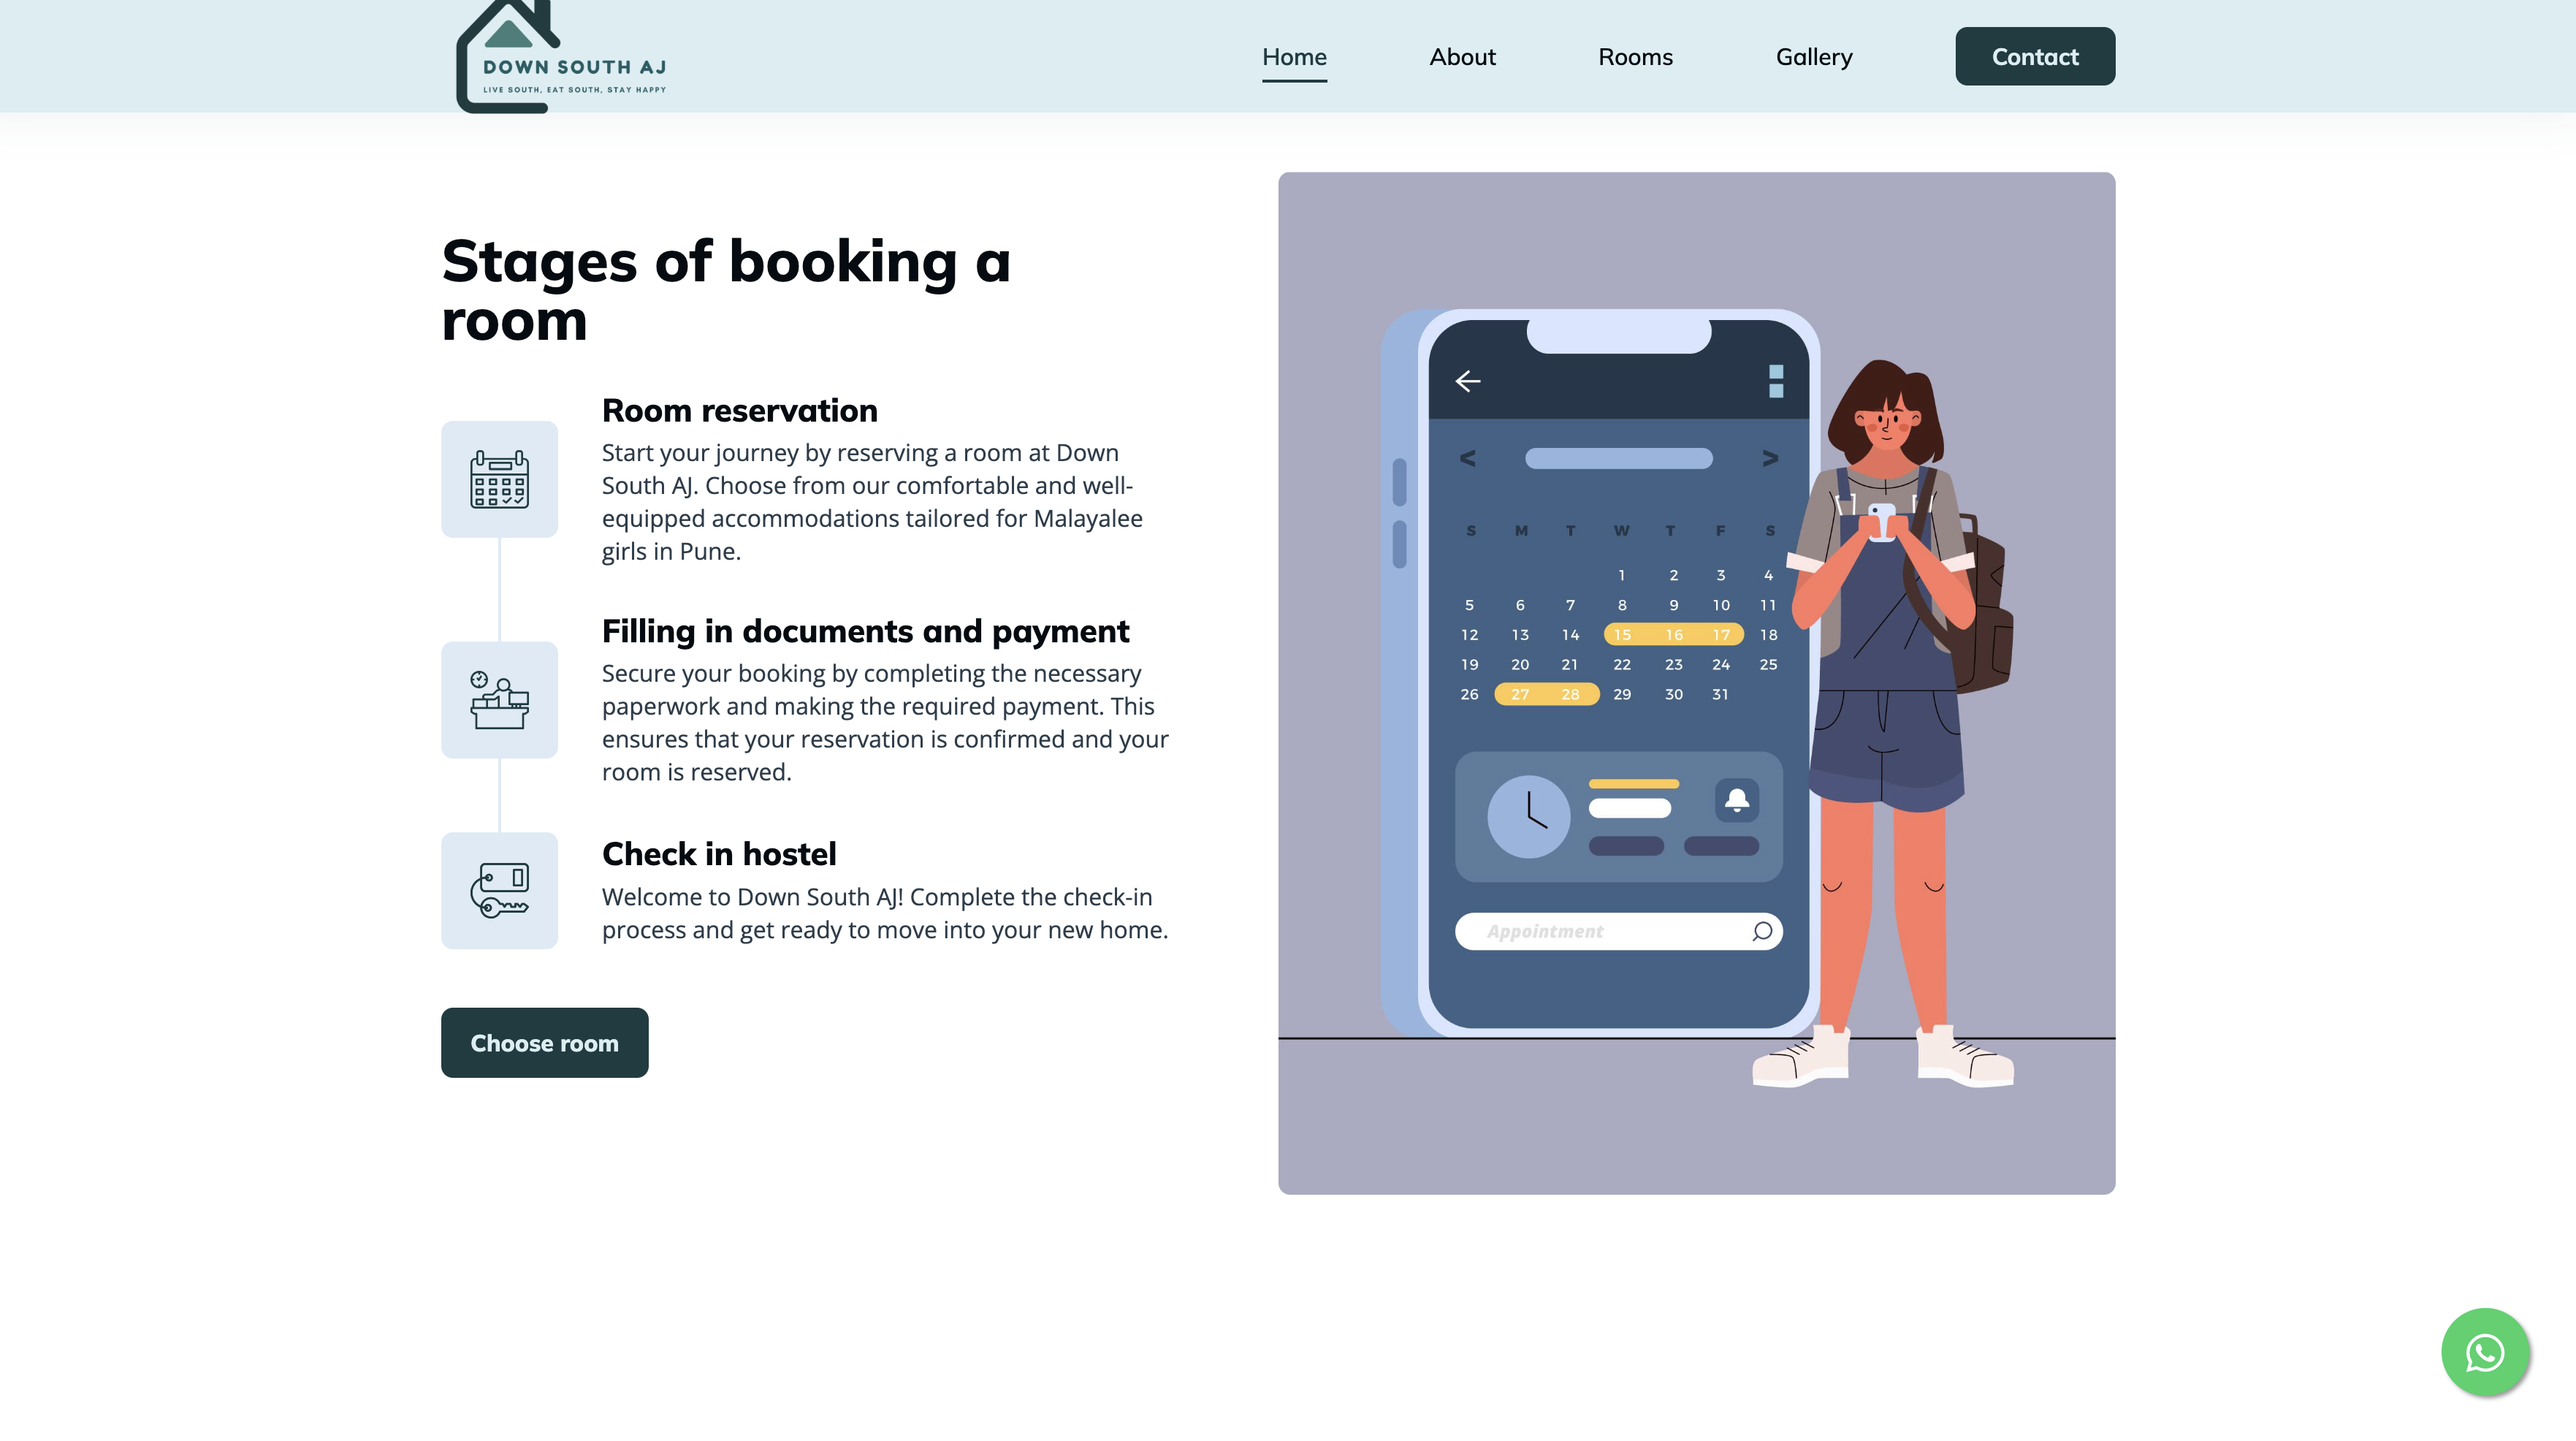 DOWN SOUTH AJ
LIVE SOUTH, EAT SOUTH, STAY HAPPY
Home
About
Rooms
Gallery
Contact
Stages of booking a
room
Room reservation
Start your journey by reserving a room at Down
South AJ. Choose from our comfortable and well-
equipped accommodations tailored for Malayalee
girls in Pune.
Filling in documents and payment
Secure your booking by completing the necessary
paperwork and making the required payment. This
ensures that your reservation is confirmed and your
room is reserved.
Check in hostel
Welcome to Down South AJ! Complete the check-in
process and get ready to move into your new home.
Choose room
< >
S M T W T F S
1 2 3 4
5 6 7 8 9 10 11
12 13 14 15 16 17 18
19 20 21 22 23 24 25
26 27 28 29 30 31
Appointment